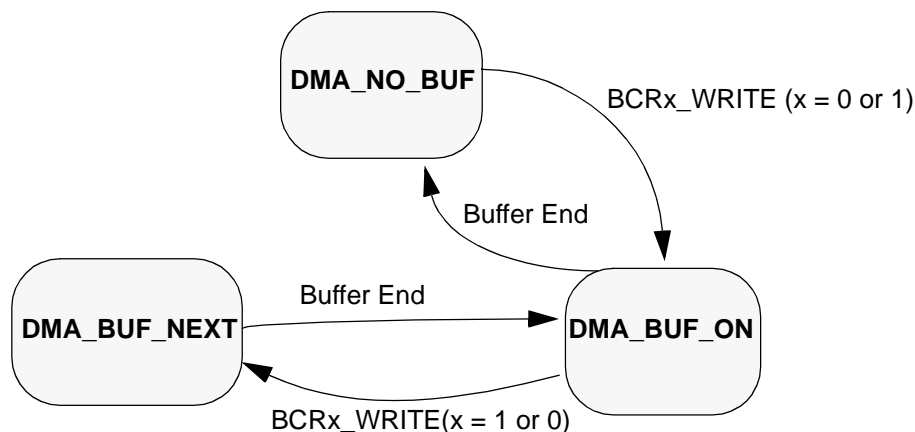 DMA_NO_BUF
BCRx_WRITE (x = 0 or 1)
Buffer End
Buffer End
DMA_BUF_NEXT
DMA_BUF_ON
BCRx_WRITE(x = 1 or 0)